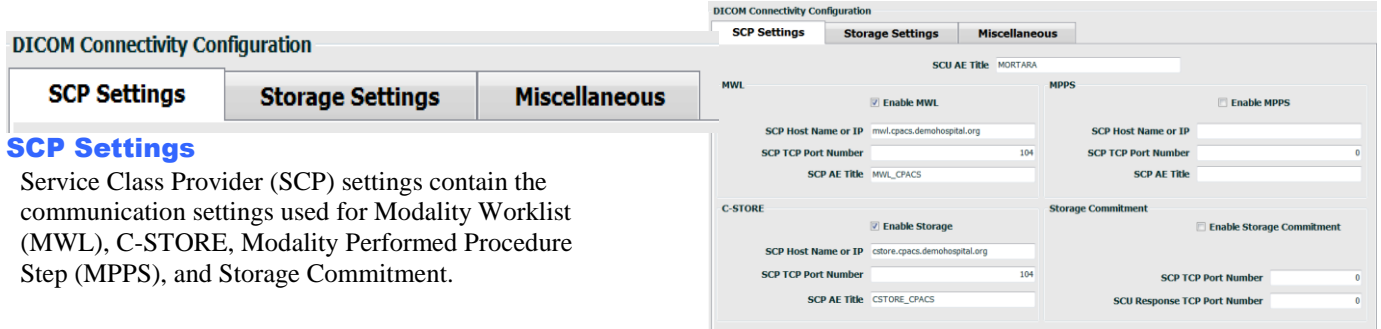 DICOM Connectivity Configuration
SCP Settings Storage Settings Miscellaneous
SCP Settings
Service Class Provider (SCP) settings contain the
communication settings used for Modality Worklist
(MWL), C-STORE, Modality Performed Procedure
Step (MPPS), and Storage Commitment.
DICOM Connectivity Configuration
SCP Settings Storage Settings Miscellaneous
SCU AE Title MORTARA
MWL
Enable MWL
SCP Host Name or IP mwl.cpacs.demohospital.org
SCP TCP Port Number 104
SCP AE Title MWL_CPACS
MPPS
Enable MPPS
SCP Host Name or IP
SCP TCP Port Number 0
SCP AE Title
C-STORE
Enable Storage
SCP Host Name or IP cstore.cpacs.demohospital.org
SCP TCP Port Number 104
SCP AE Title CSTORE_CPACS
Storage Commitment
Enable Storage Commitment
SCP TCP Port Number 0
SCU Response TCP Port Number 0